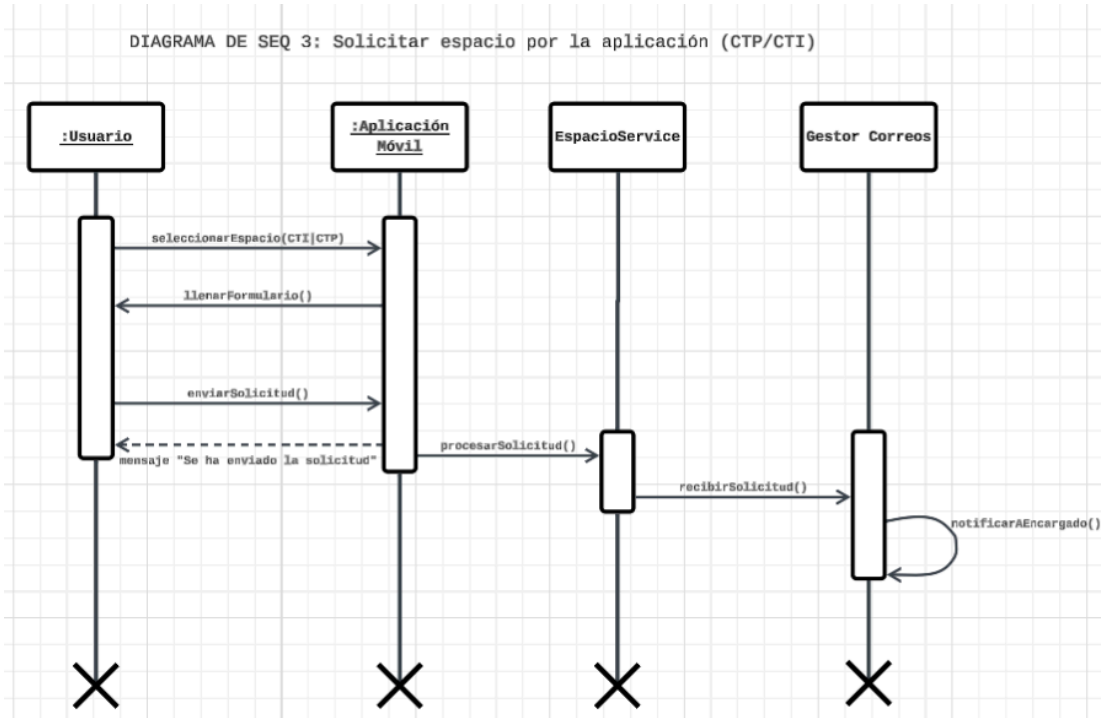 DIAGRAMA DE SEQ 3: Solicitar espacio por la aplicación (CTP/CTI)
:Usuario
:Aplicación
Móvil
EspacioService
Gestor Correos
seleccionarEspacio(CTI|CTP)
llenarFormulario()
enviarSolicitud()
mensaje "Se ha enviado la solicitud"
procesarSolicitud()
recibirSolicitud()
notificarAEncargado()